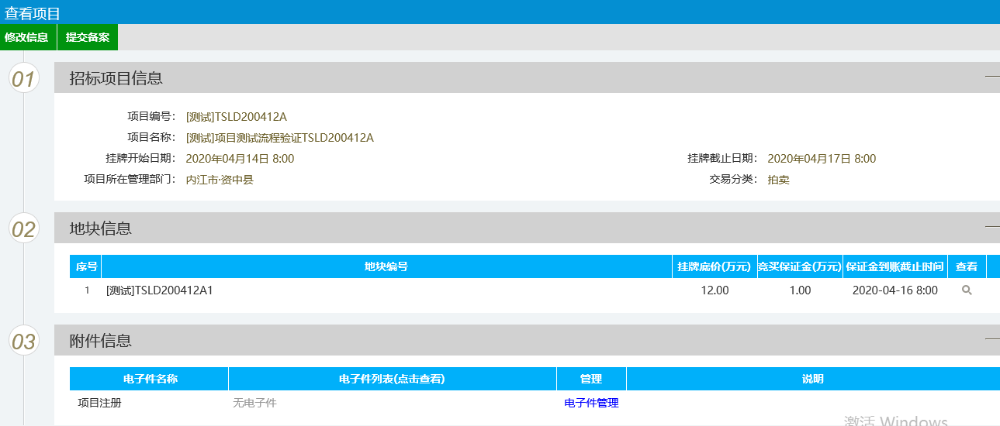 查看项目
修改信息 提交备案
01 招标项目信息
项目编号： [测试]TSLD200412A
项目名称： [测试]项目测试流程验证TSLD200412A
挂牌开始日期： 2020年04月14日 8:00 挂牌截止日期： 2020年04月17日 8:00
项目所在管理部门： 内江市·资中县 交易分类： 拍卖
02 地块信息
序号 地块编号 挂牌底价(万元) 竞买保证金(万元) 保证金到账截止时间 查看
1 [测试]TSLD200412A1 12.00 1.00 2020-04-16 8:00
03 附件信息
电子件名称 电子件列表(点击查看) 管理 说明
项目注册 无电子件 电子件管理
激活 Windows